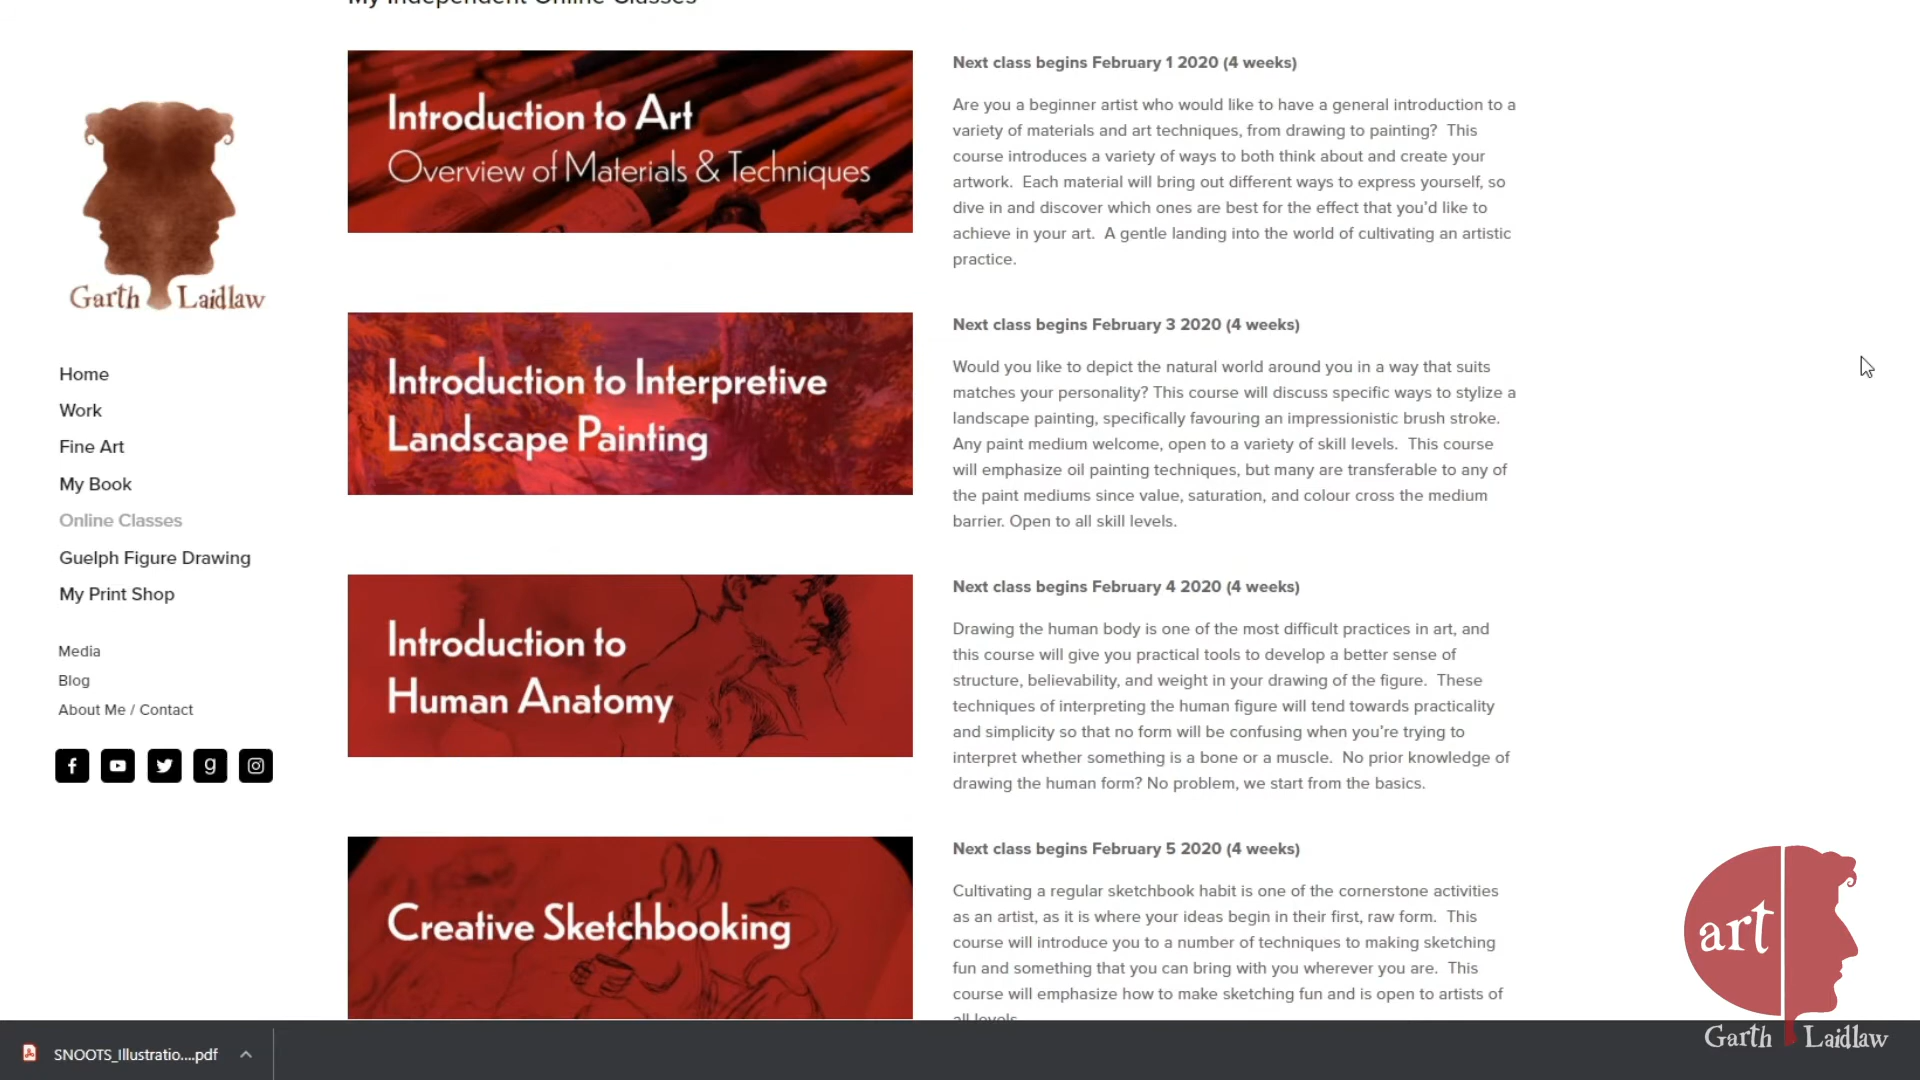 My Independent Online Classes
Garth Laidlaw
Home
Work
Fine Art
My Book
Online Classes
Guelph Figure Drawing
My Print Shop
Media
Blog
About Me / Contact
Introduction to Art
Overview of Materials & Techniques
Next class begins February 1 2020 (4 weeks)
Are you a beginner artist who would like to have a general introduction to a
variety of materials and art techniques, from drawing to painting? This
course introduces a variety of ways to both think about and create your
artwork. Each material will bring out different ways to express yourself, so
dive in and discover which ones are best for the effect that you'd like to
achieve in your art. A gentle landing into the world of cultivating an artistic
practice.
Introduction to Interpretive
Landscape Painting
Next class begins February 3 2020 (4 weeks)
Would you like to depict the natural world around you in a way that suits
matches your personality? This course will discuss specific ways to stylize a
landscape painting, specifically favouring an impressionistic brush stroke.
Any paint medium welcome, open to a variety of skill levels. This course
will emphasize oil painting techniques, but many are transferable to any of
the paint mediums since value, saturation, and colour cross the medium
barrier. Open to all skill levels.
Introduction to
Human Anatomy
Next class begins February 4 2020 (4 weeks)
Drawing the human body is one of the most difficult practices in art, and
this course will give you practical tools to develop a better sense of
structure, believability, and weight in your drawing of the figure. These
techniques of interpreting the human figure will tend towards practicality
and simplicity so that no form will be confusing when you're trying to
interpret whether something is a bone or a muscle. No prior knowledge of
drawing the human form? No problem, we start from the basics.
Creative Sketchbooking
Next class begins February 5 2020 (4 weeks)
Cultivating a regular sketchbook habit is one of the cornerstone activities
as an artist, as it is where your ideas begin in their first, raw form. This
course will introduce you to a number of techniques to making sketching
fun and something that you can bring with you wherever you are. This
course will emphasize how to make sketching fun and is open to artists of
all levels.
art
Garth Laidlaw
SNOOTS_Illustratio....pdf